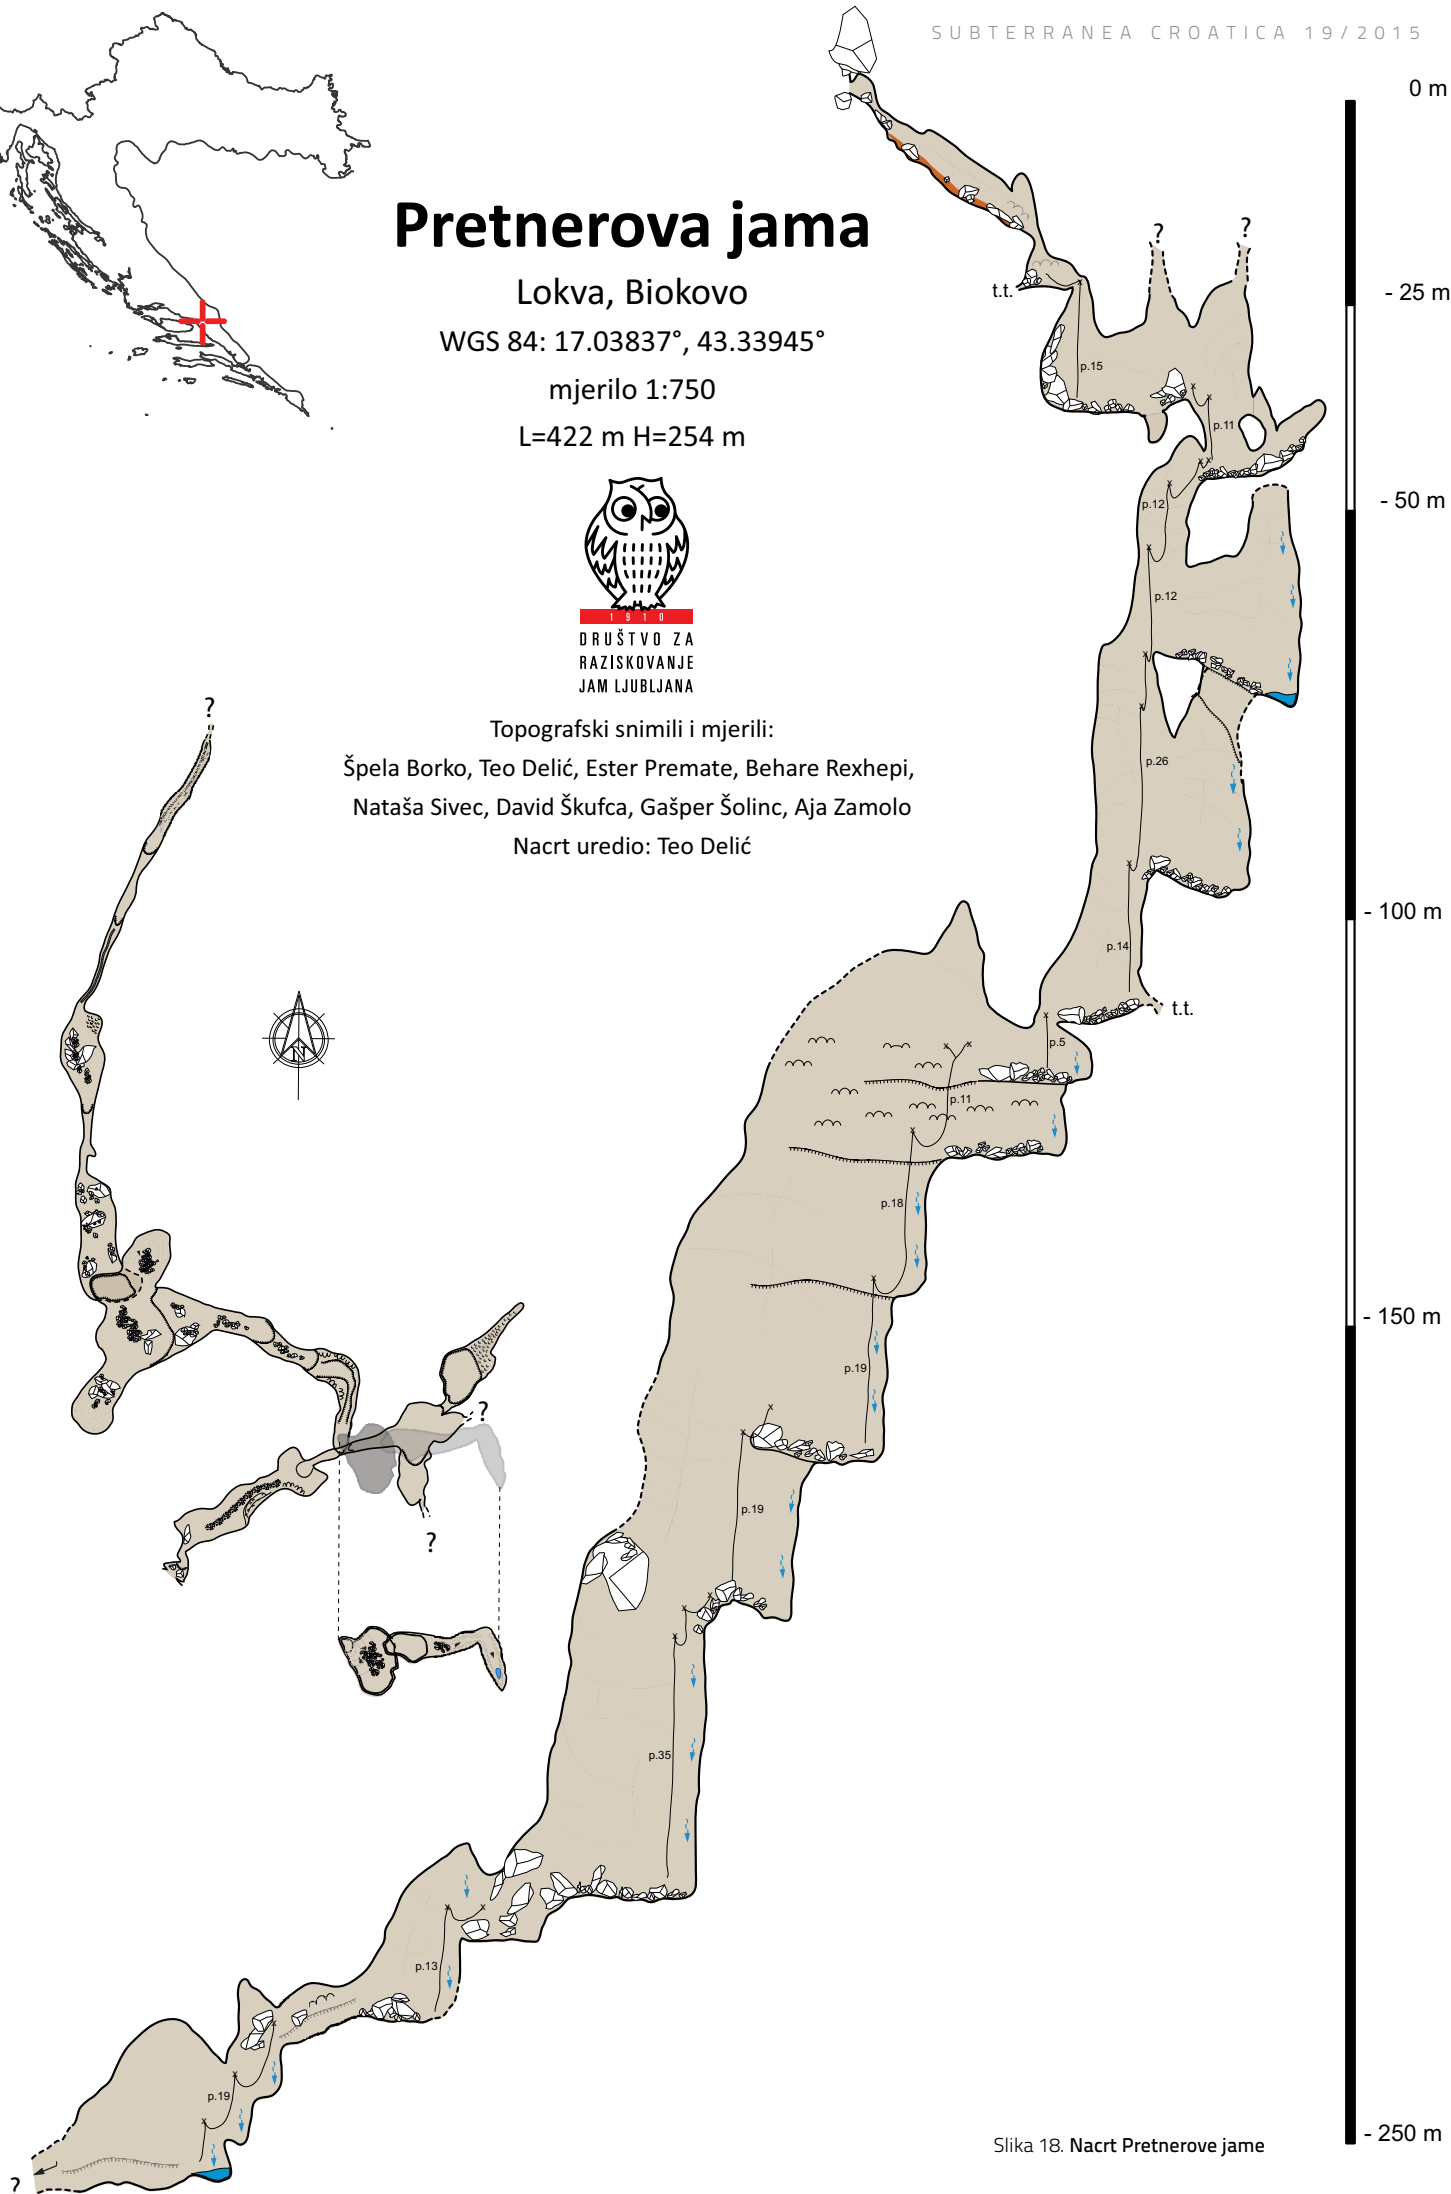 SUBTERRANEA CROATICA 19/2015
Pretnerova jama
Lokva, Biokovo
WGS 84: 17.03837°, 43.33945°
mjerilo 1:750
L=422 m H=254 m
1910
DRUŠTVO ZA
RAZISKOVANJE
JAM LJUBLJANA
Topografski snimili i mjerili:
Špela Borko, Teo Delić, Ester Premate, Behare Rexhepi,
Nataša Sivec, David Škufca, Gašper Šolinc, Aja Zamolo
Nacrt uredio: Teo Delić
0 m
- 25 m
- 50 m
- 100 m
- 150 m
- 250 m
?
?
t.t.
p.15
p.11
p.12
p.12
p.26
p.14
t.t.
p.5
p.11
p.18
p.19
p.19
p.35
p.13
p.19
?
?
N
?
?
Slika 18. Nacrt Pretnerove jame